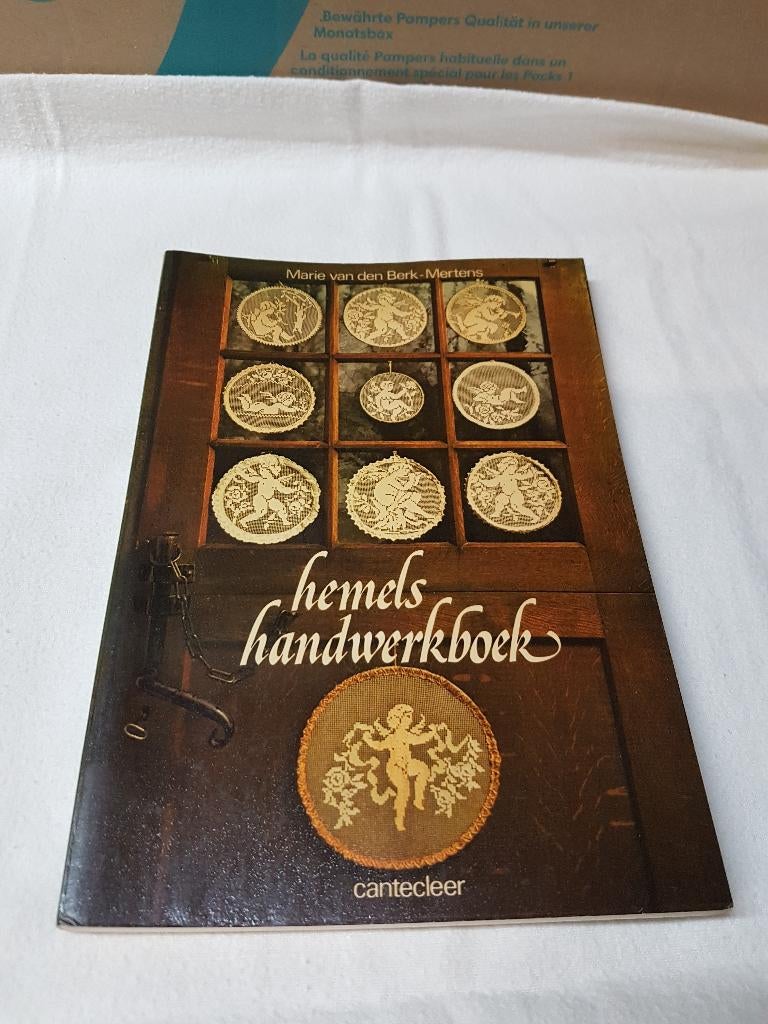 .Bewährte Pampers Qualität in unserer
Monatsbox
La qualité Pampers habituelle dans un
conditionnement spécial pour les Packs 1
Marie van den Berk-Mertens
hemels
handwerkboek
cantecleer